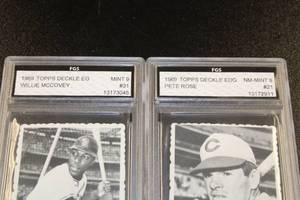 FGS
1969 TOPPS DECKLE EG MINT 9
WILLIE MCCOVEY #31
13173045
FGS
1969 TOPPS DECKLE EDG NM-MINT 8
PETE ROSE #21
13172911
C